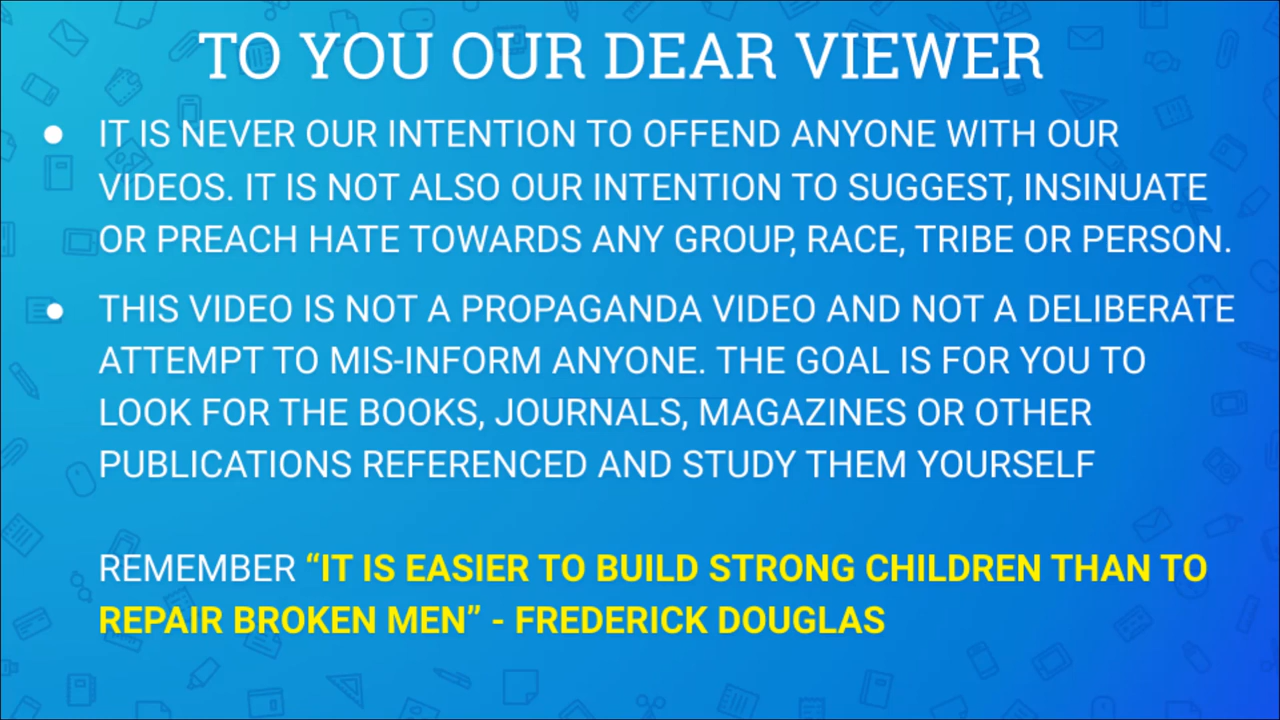 TO YOU OUR DEAR VIEWER
● IT IS NEVER OUR INTENTION TO OFFEND ANYONE WITH OUR
VIDEOS. IT IS NOT ALSO OUR INTENTION TO SUGGEST, INSINUATE
OR PREACH HATE TOWARDS ANY GROUP, RACE, TRIBE OR PERSON.
● THIS VIDEO IS NOT A PROPAGANDA VIDEO AND NOT A DELIBERATE
ATTEMPT TO MIS-INFORM ANYONE. THE GOAL IS FOR YOU TO
LOOK FOR THE BOOKS, JOURNALS, MAGAZINES OR OTHER
PUBLICATIONS REFERENCED AND STUDY THEM YOURSELF
REMEMBER “IT IS EASIER TO BUILD STRONG CHILDREN THAN TO
REPAIR BROKEN MEN” - FREDERICK DOUGLAS